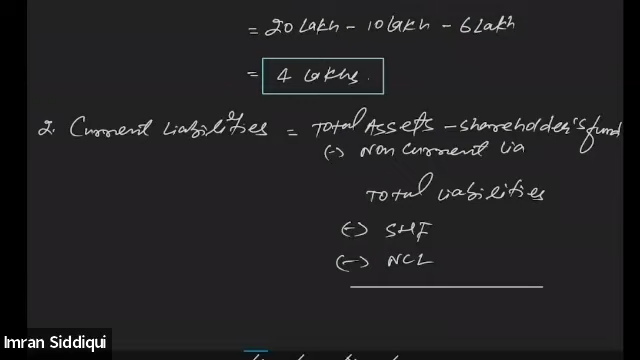 = 20 Lakh - 10 Lakh - 6 Lakh
= 4 Lakhs.
2. Current Liabilities = Total Assets - shareholder's fund
(-) Non Current Lia
Total Liabilities
(-) SHF
(-) NCL
Imran Siddiqui